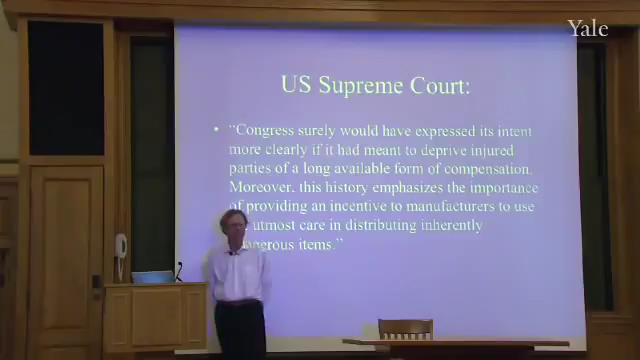 Yale
US Supreme Court:
• “Congress surely would have expressed its intent
more clearly if it had meant to deprive injured
parties of a long available form of compensation.
Moreover, this history emphasizes the importance
of providing an incentive to manufacturers to use
utmost care in distributing inherently
gerous items.”